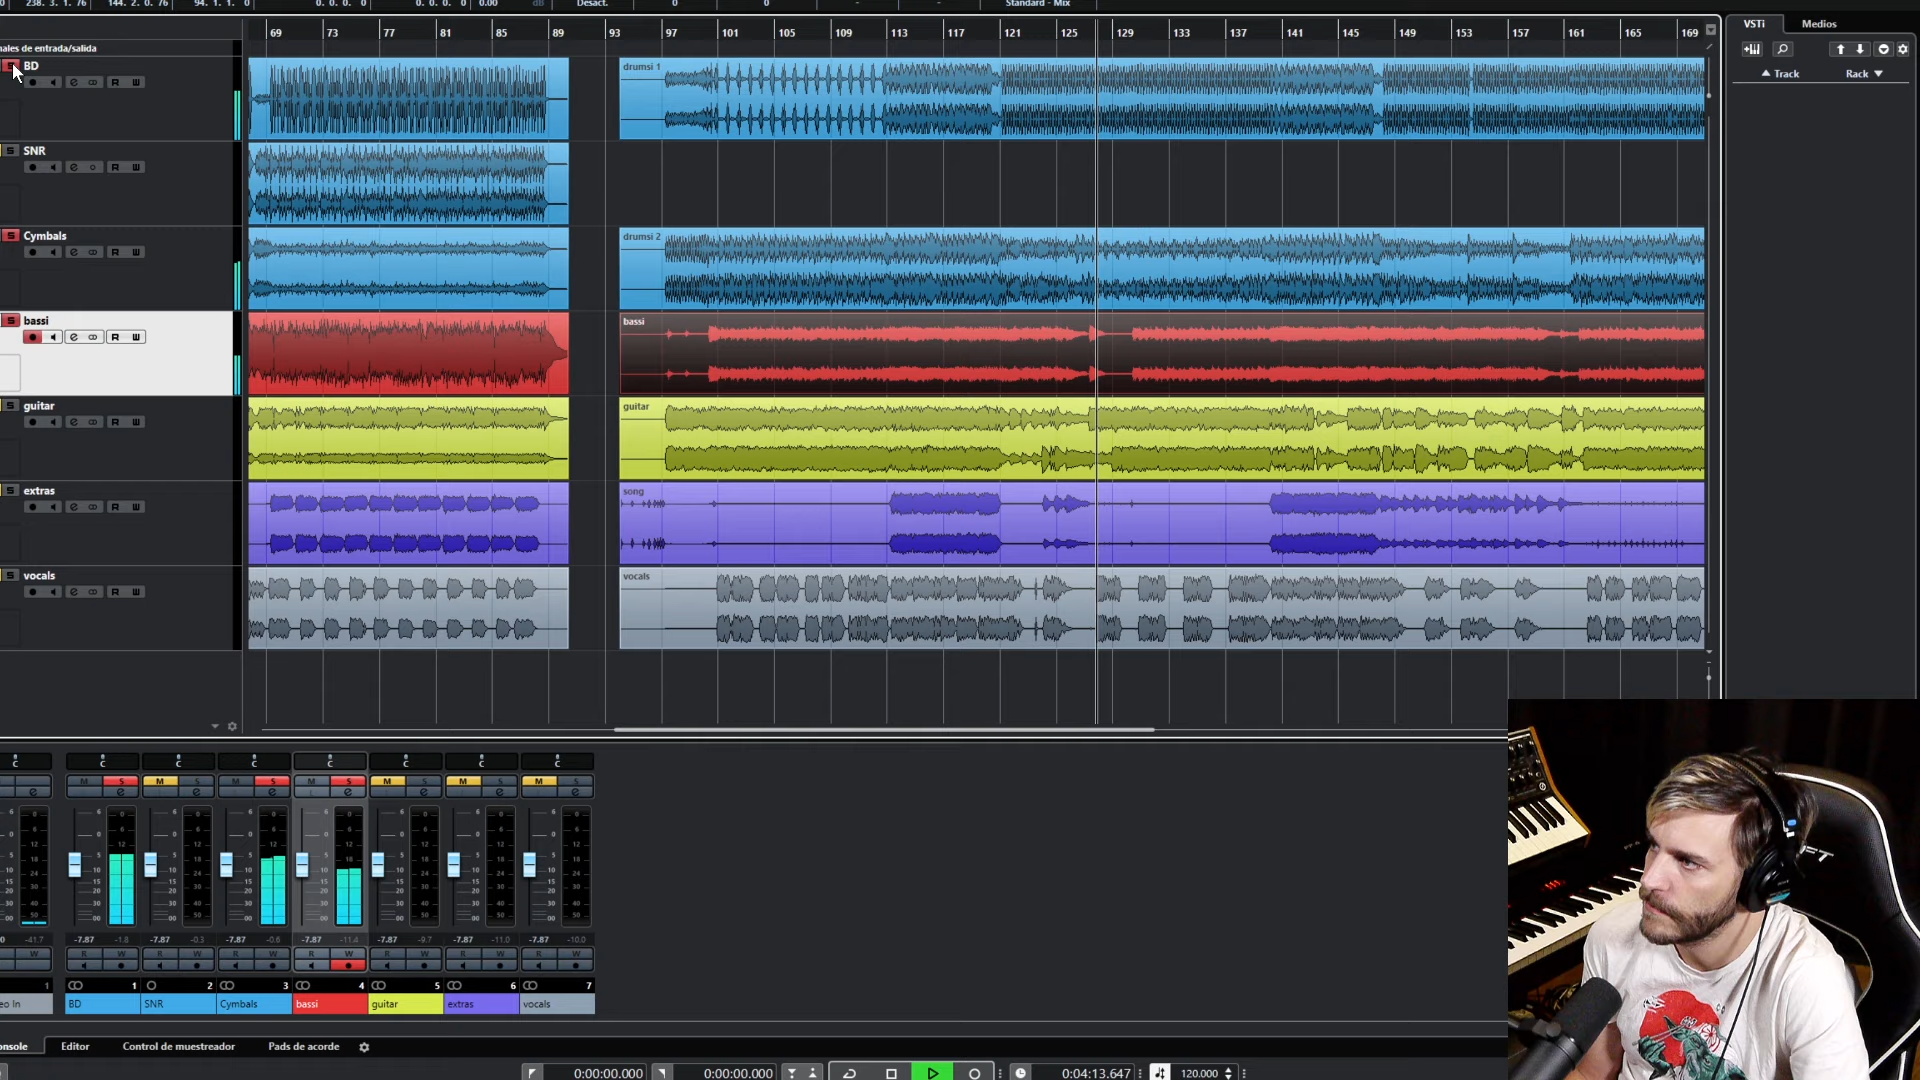 238. 3. 1. 76 144. 2. 0. 76 94. 1. 1. 0 0. 0. 0. 0 0. 0. 0. 0 0.00 dB Desact. 0 0 - - Standard - Mix
69 73 77 81 85 89 93 97 101 105 109 113 117 121 125 129 133 137 141 145 149 153 157 161 165 169
VSTi Medios
Track Rack
nales de entrada/salida
S BD
R W
drumsi 1
S SNR
R W
S Cymbals
R W
drumsi 2
S bassi
R W
bassi
S guitar
R W
guitar
S extras
R W
song
S vocals
R W
vocals
C C C C C C C C
M S M S M S M S M S M S M S
-41.7 -7.87 -1.8 -7.87 -0.3 -7.87 -0.6 -7.87 -11.4 -7.87 -9.7 -7.87 -11.0 -7.87 -10.0
W R W R W R W R W R W R W R W
1 1 2 3 4 5 6 7
eo In BD SNR Cymbals bassi guitar extras vocals
onsole Editor Control de muestreador Pads de acorde
0:00:00.000 0:00:00.000 0:04:13.647 120.000